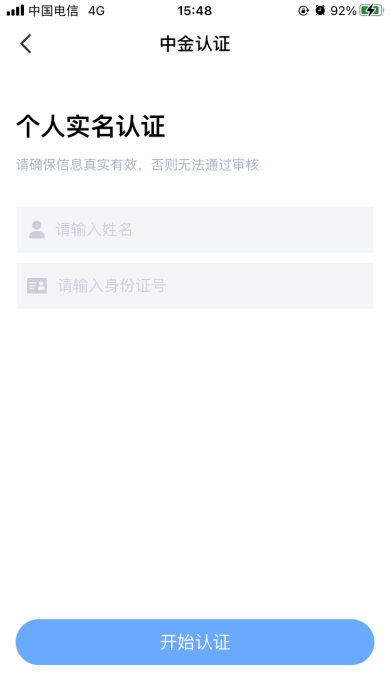 中国电信 4G 15:48 92%
中金认证
个人实名认证
请确保信息真实有效，否则无法通过审核
请输入姓名
请输入身份证号
开始认证